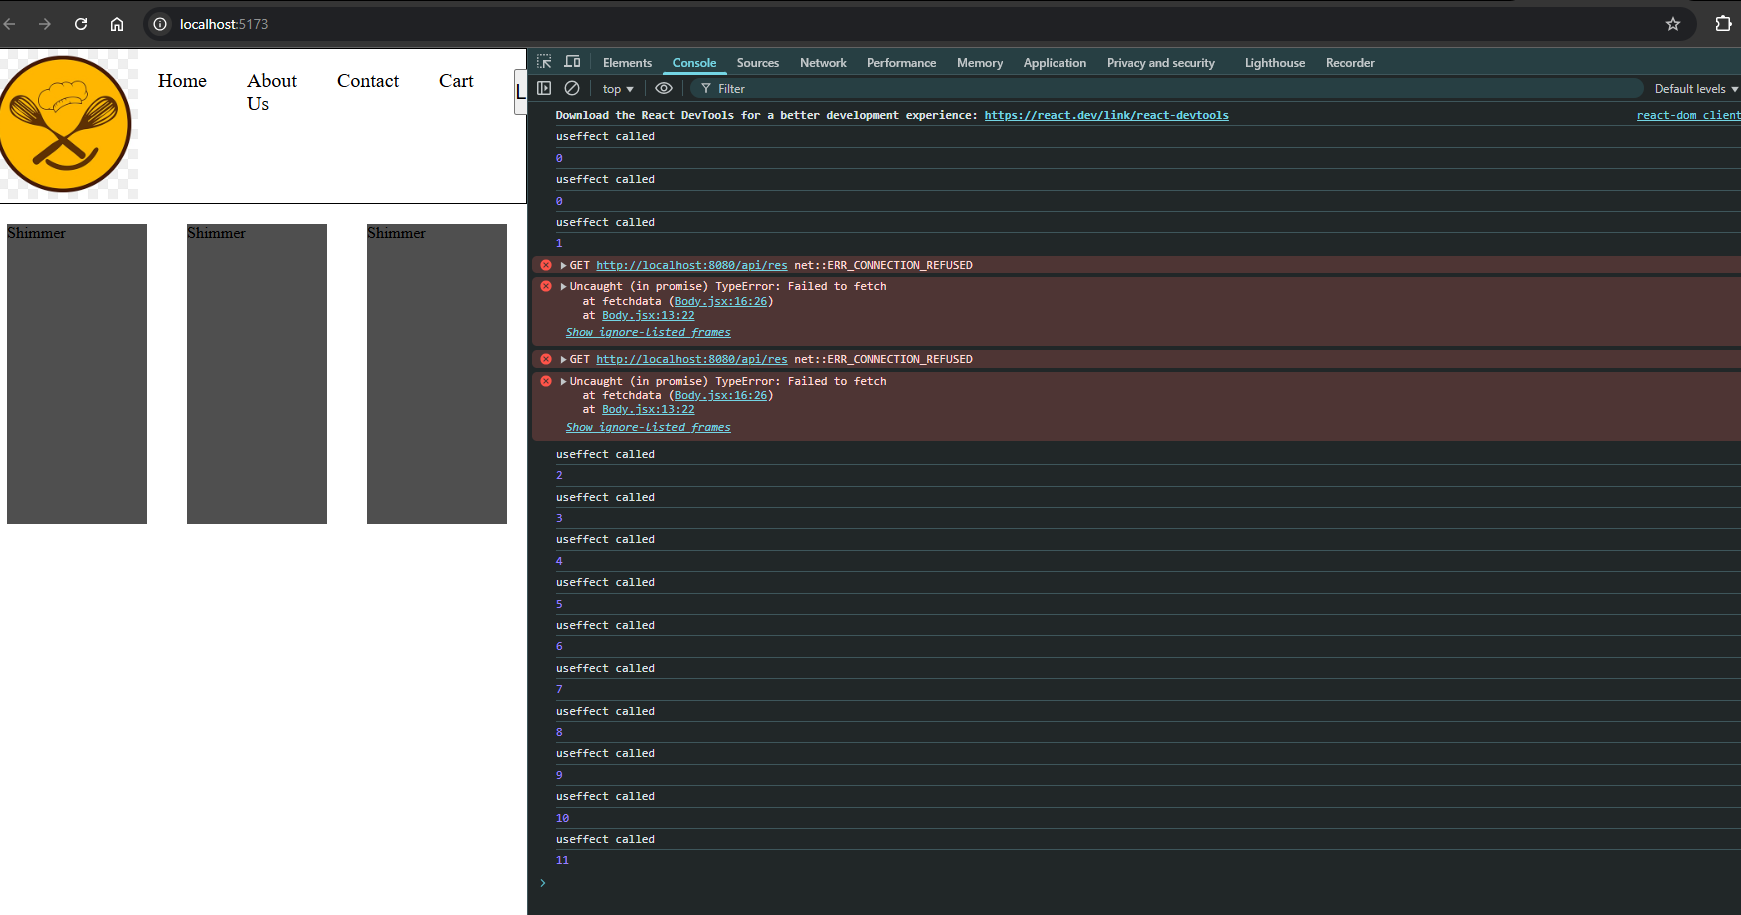 localhost:5173
Home About Us Contact Cart L
Shimmer Shimmer Shimmer
Elements Console Sources Network Performance Memory Application Privacy and security Lighthouse Recorder
top Filter Default levels
Download the React DevTools for a better development experience: https://react.dev/link/react-devtools react-dom client
useffect called
0
useffect called
0
useffect called
1
GET http://localhost:8080/api/res net::ERR_CONNECTION_REFUSED
Uncaught (in promise) TypeError: Failed to fetch
at fetchdata (Body.jsx:16:26)
at Body.jsx:13:22
Show ignore-listed frames
GET http://localhost:8080/api/res net::ERR_CONNECTION_REFUSED
Uncaught (in promise) TypeError: Failed to fetch
at fetchdata (Body.jsx:16:26)
at Body.jsx:13:22
Show ignore-listed frames
useffect called
2
useffect called
3
useffect called
4
useffect called
5
useffect called
6
useffect called
7
useffect called
8
useffect called
9
useffect called
10
useffect called
11